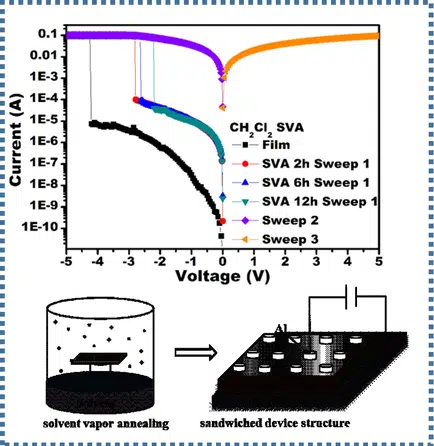 0.1
0.01
1E-3
1E-4
1E-5
1E-6
1E-7
1E-8
1E-9
1E-10
Current (A)
CH2Cl2 SVA
Film
SVA 2h Sweep 1
SVA 6h Sweep 1
SVA 12h Sweep 1
Sweep 2
Sweep 3
-5 -4 -3 -2 -1 0 1 2 3 4 5
Voltage (V)
Al
solvent vapor annealing
sandwiched device structure